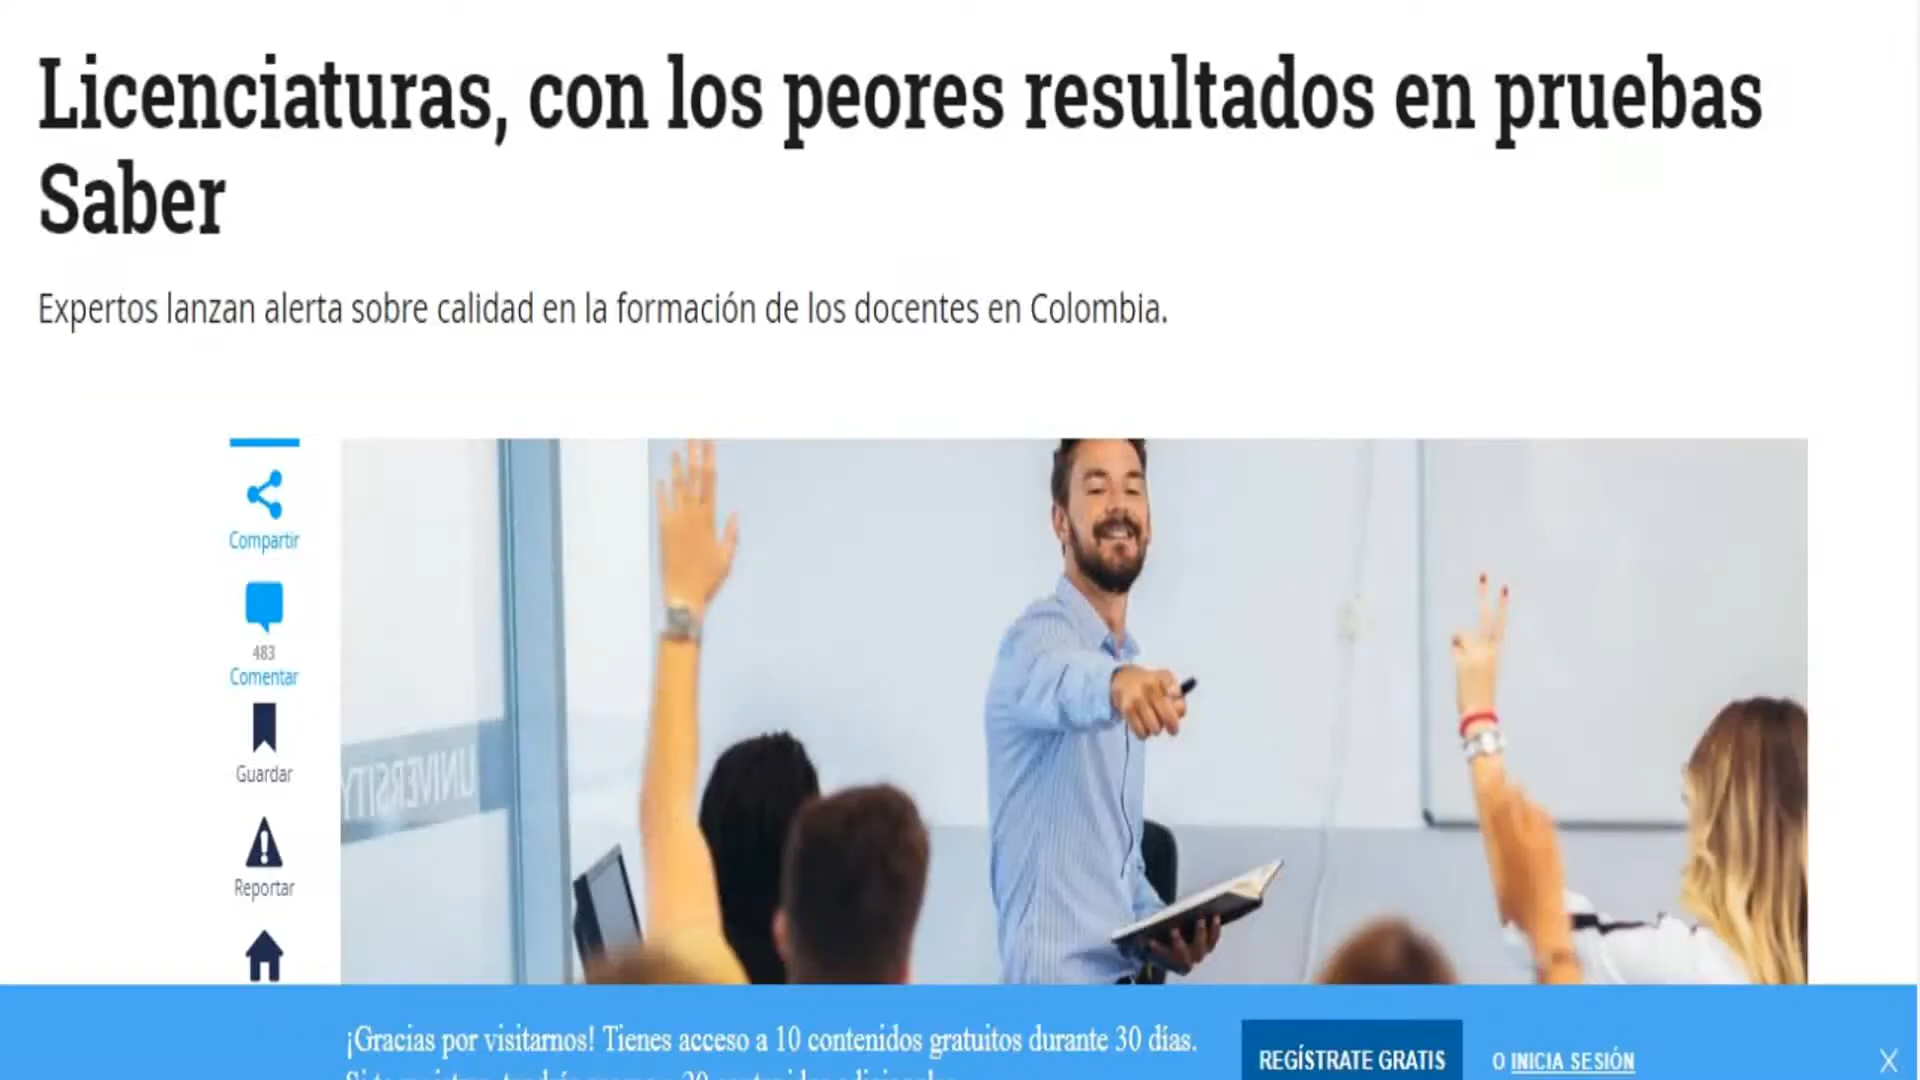 Licenciaturas, con los peores resultados en pruebas
Saber
Expertos lanzan alerta sobre calidad en la formación de los docentes en Colombia.
Compartir
483
Comentar
Guardar
Reportar
UNIVERSITY
¡Gracias por visitarnos! Tienes acceso a 10 contenidos gratuitos durante 30 días.
REGÍSTRATE GRATIS
O INICIA SESIÓN
X